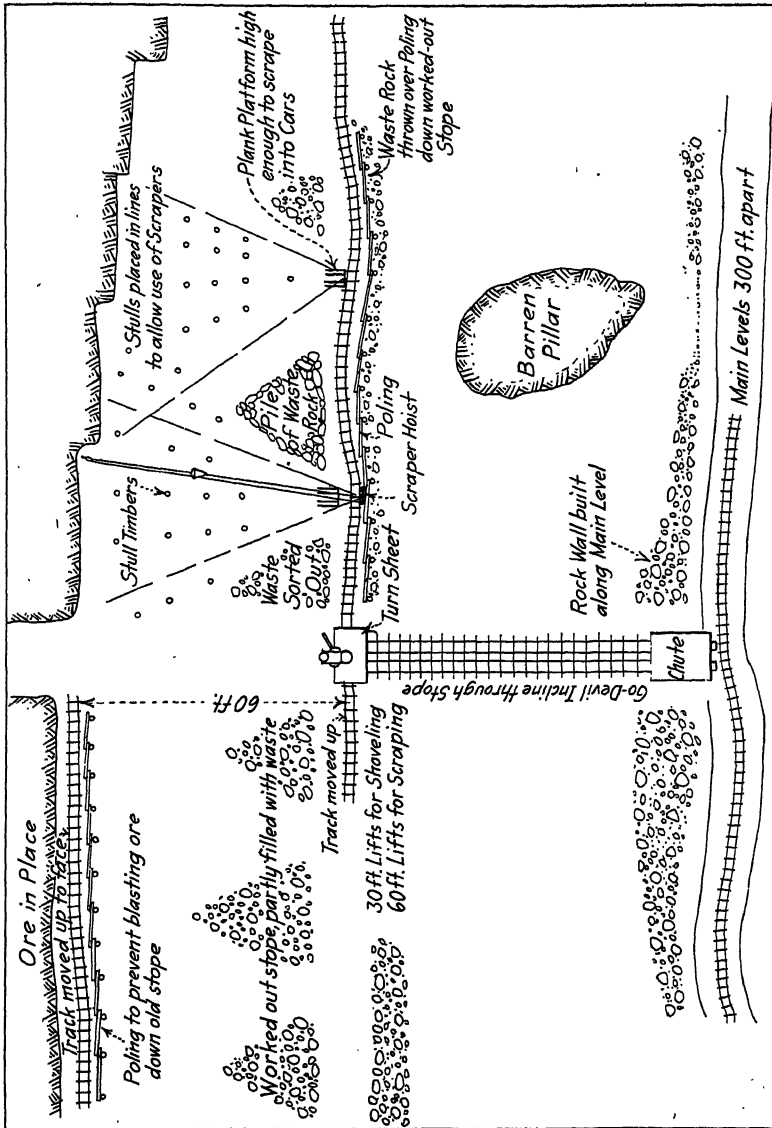 Ore in Place
Track moved up to face
Poling to prevent blasting ore
down old stope
60 ft.
Worked out stope, partly filled with waste
Track moved up
30 ft. Lifts for Shoveling
60 ft. Lifts for Scraping
Stulls placed in lines
to allow use of Scrapers
Stull Timbers
Plank Platform high
enough to scrape
into Cars
Pile
of Waste
Rock
Waste
Sorted
Out
Waste Rock
thrown over Poling
down worked-out
Stope
Poling
Scraper Hoist
Turn Sheet
Go-Devil Incline through Stope
Barren
Pillar
Rock Wall built
along Main Level
Chute
Main Levels 300 ft. apart